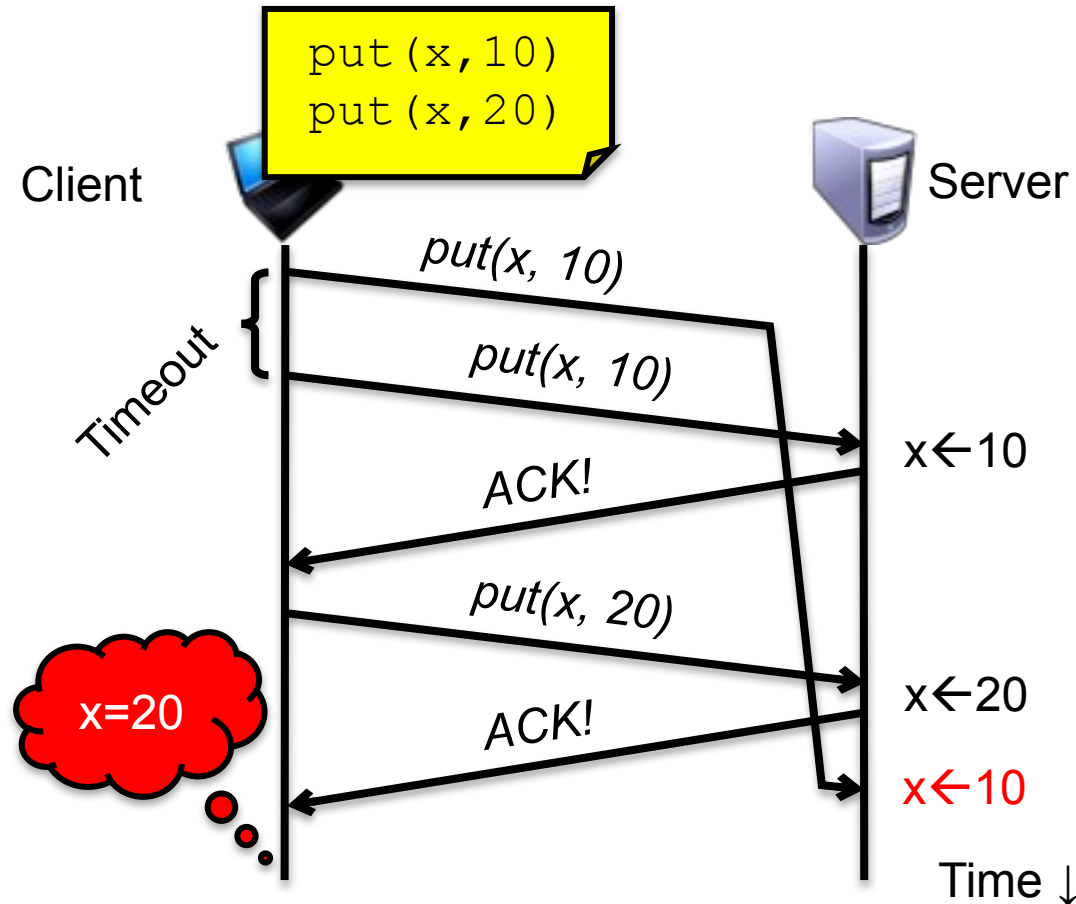 put(x,10)
put(x,20)
Client
Server
put(x, 10)
Timeout
put(x, 10)
x←10
ACK!
put(x, 20)
x=20
x←20
ACK!
x←10
Time ↓